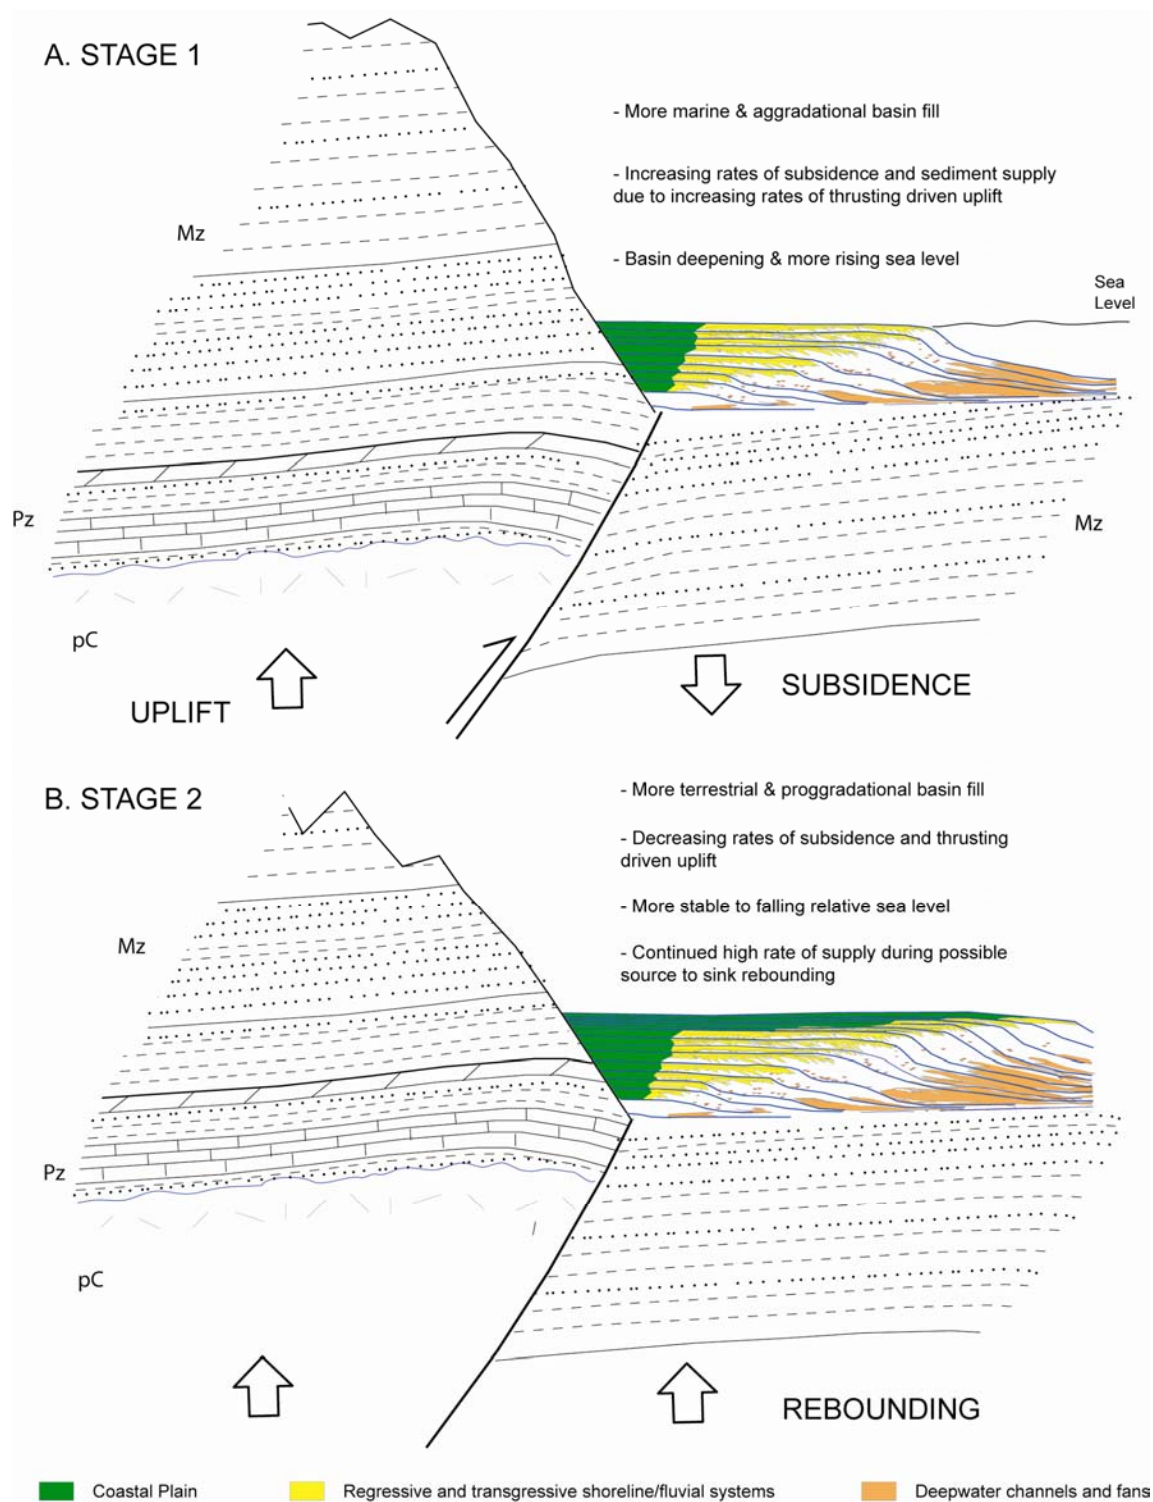 A. STAGE 1
- More marine & aggradational basin fill
- Increasing rates of subsidence and sediment supply
due to increasing rates of thrusting driven uplift
- Basin deepening & more rising sea level
Mz
Sea
Level
Pz
Mz
pC
UPLIFT
SUBSIDENCE
B. STAGE 2
- More terrestrial & proggradational basin fill
- Decreasing rates of subsidence and thrusting
driven uplift
- More stable to falling relative sea level
- Continued high rate of supply during possible
source to sink rebounding
Mz
Pz
pC
REBOUNDING
Coastal Plain
Regressive and transgressive shoreline/fluvial systems
Deepwater channels and fans